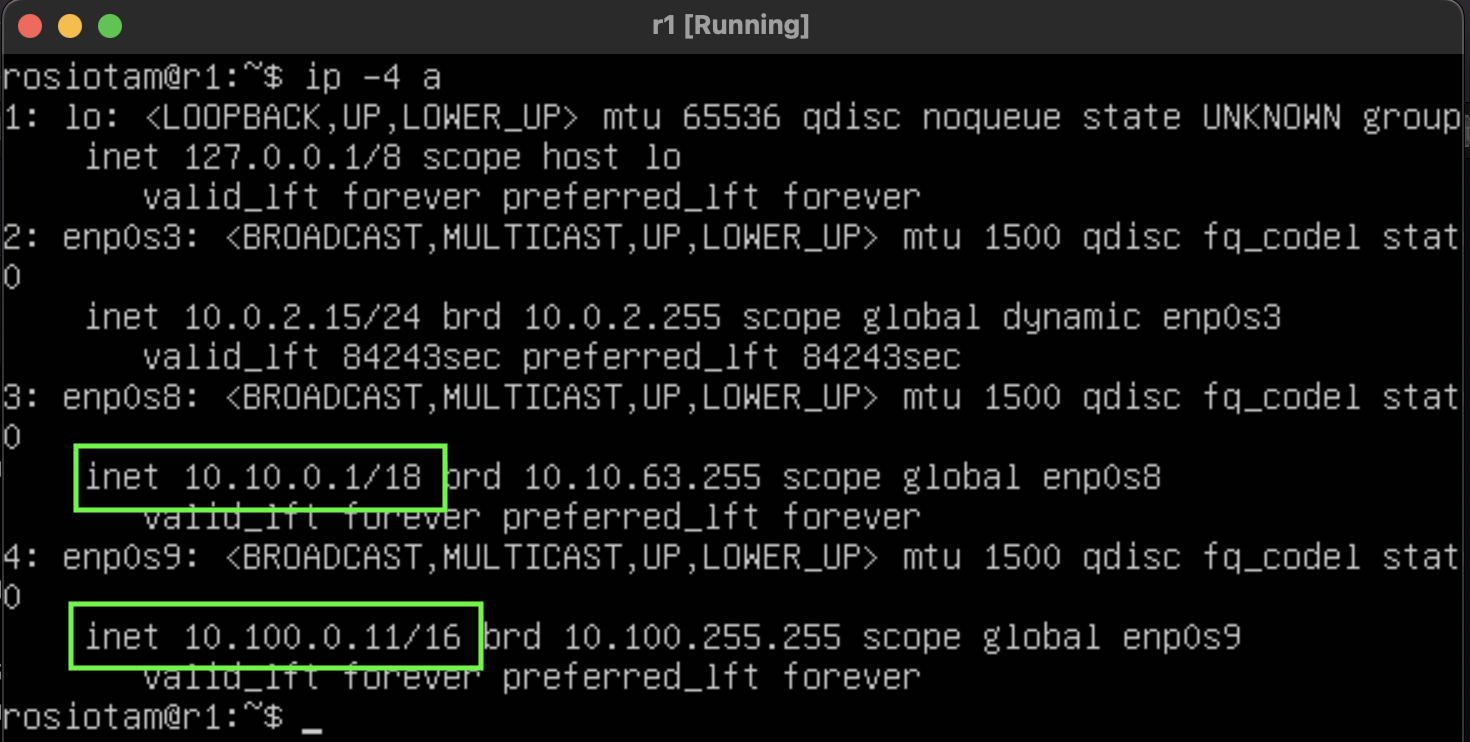 r1 [Running]
rosiotam@r1:~$ ip -4 a
1: lo: <LOOPBACK,UP,LOWER_UP> mtu 65536 qdisc noqueue state UNKNOWN group
inet 127.0.0.1/8 scope host lo
valid_lft forever preferred_lft forever
2: enp0s3: <BROADCAST,MULTICAST,UP,LOWER_UP> mtu 1500 qdisc fq_codel stat
0
inet 10.0.2.15/24 brd 10.0.2.255 scope global dynamic enp0s3
valid_lft 84243sec preferred_lft 84243sec
3: enp0s8: <BROADCAST,MULTICAST,UP,LOWER_UP> mtu 1500 qdisc fq_codel stat
0
inet 10.10.0.1/18 brd 10.10.63.255 scope global enp0s8
valid_lft forever preferred_lft forever
4: enp0s9: <BROADCAST,MULTICAST,UP,LOWER_UP> mtu 1500 qdisc fq_codel stat
0
inet 10.100.0.11/16 brd 10.100.255.255 scope global enp0s9
valid_lft forever preferred_lft forever
rosiotam@r1:~$ _